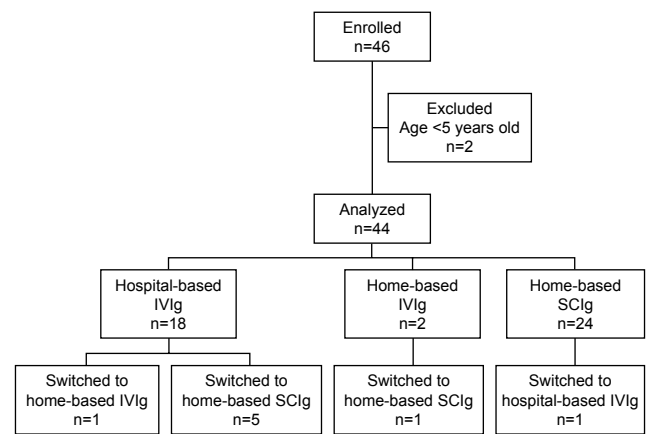 Enrolled
n=46
Excluded
Age <5 years old
n=2
Analyzed
n=44
Hospital-based
IVIg
n=18
Home-based
IVIg
n=2
Home-based
SCIg
n=24
Switched to
home-based IVIg
n=1
Switched to
home-based SCIg
n=5
Switched to
home-based SCIg
n=1
Switched to
hospital-based IVIg
n=1